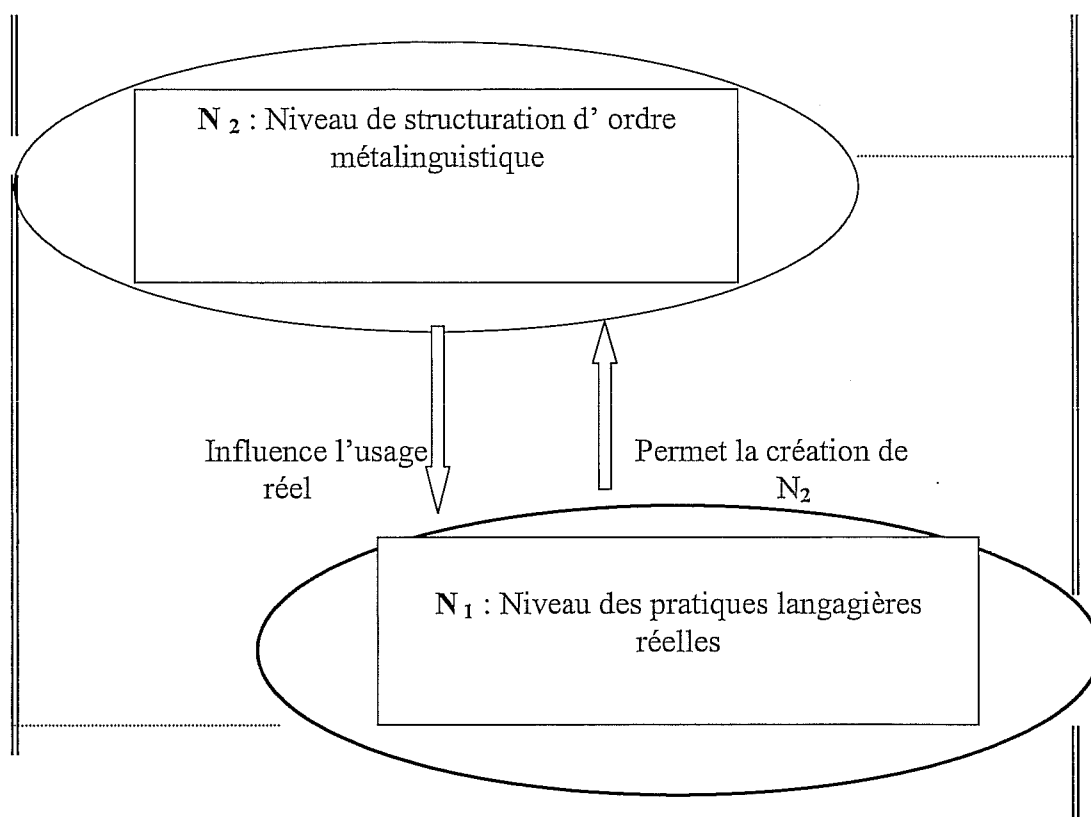 N 2 : Niveau de structuration d’ ordre
métalinguistique
Influence l’usage
réel
Permet la création de
N2
N 1 : Niveau des pratiques langagières
réelles